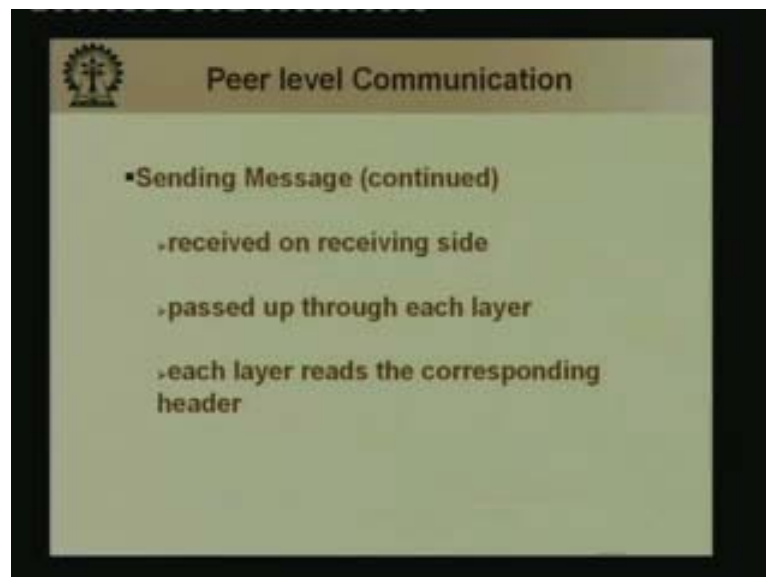 Peer level Communication
▪Sending Message (continued)
➢received on receiving side
➢passed up through each layer
➢each layer reads the corresponding
header